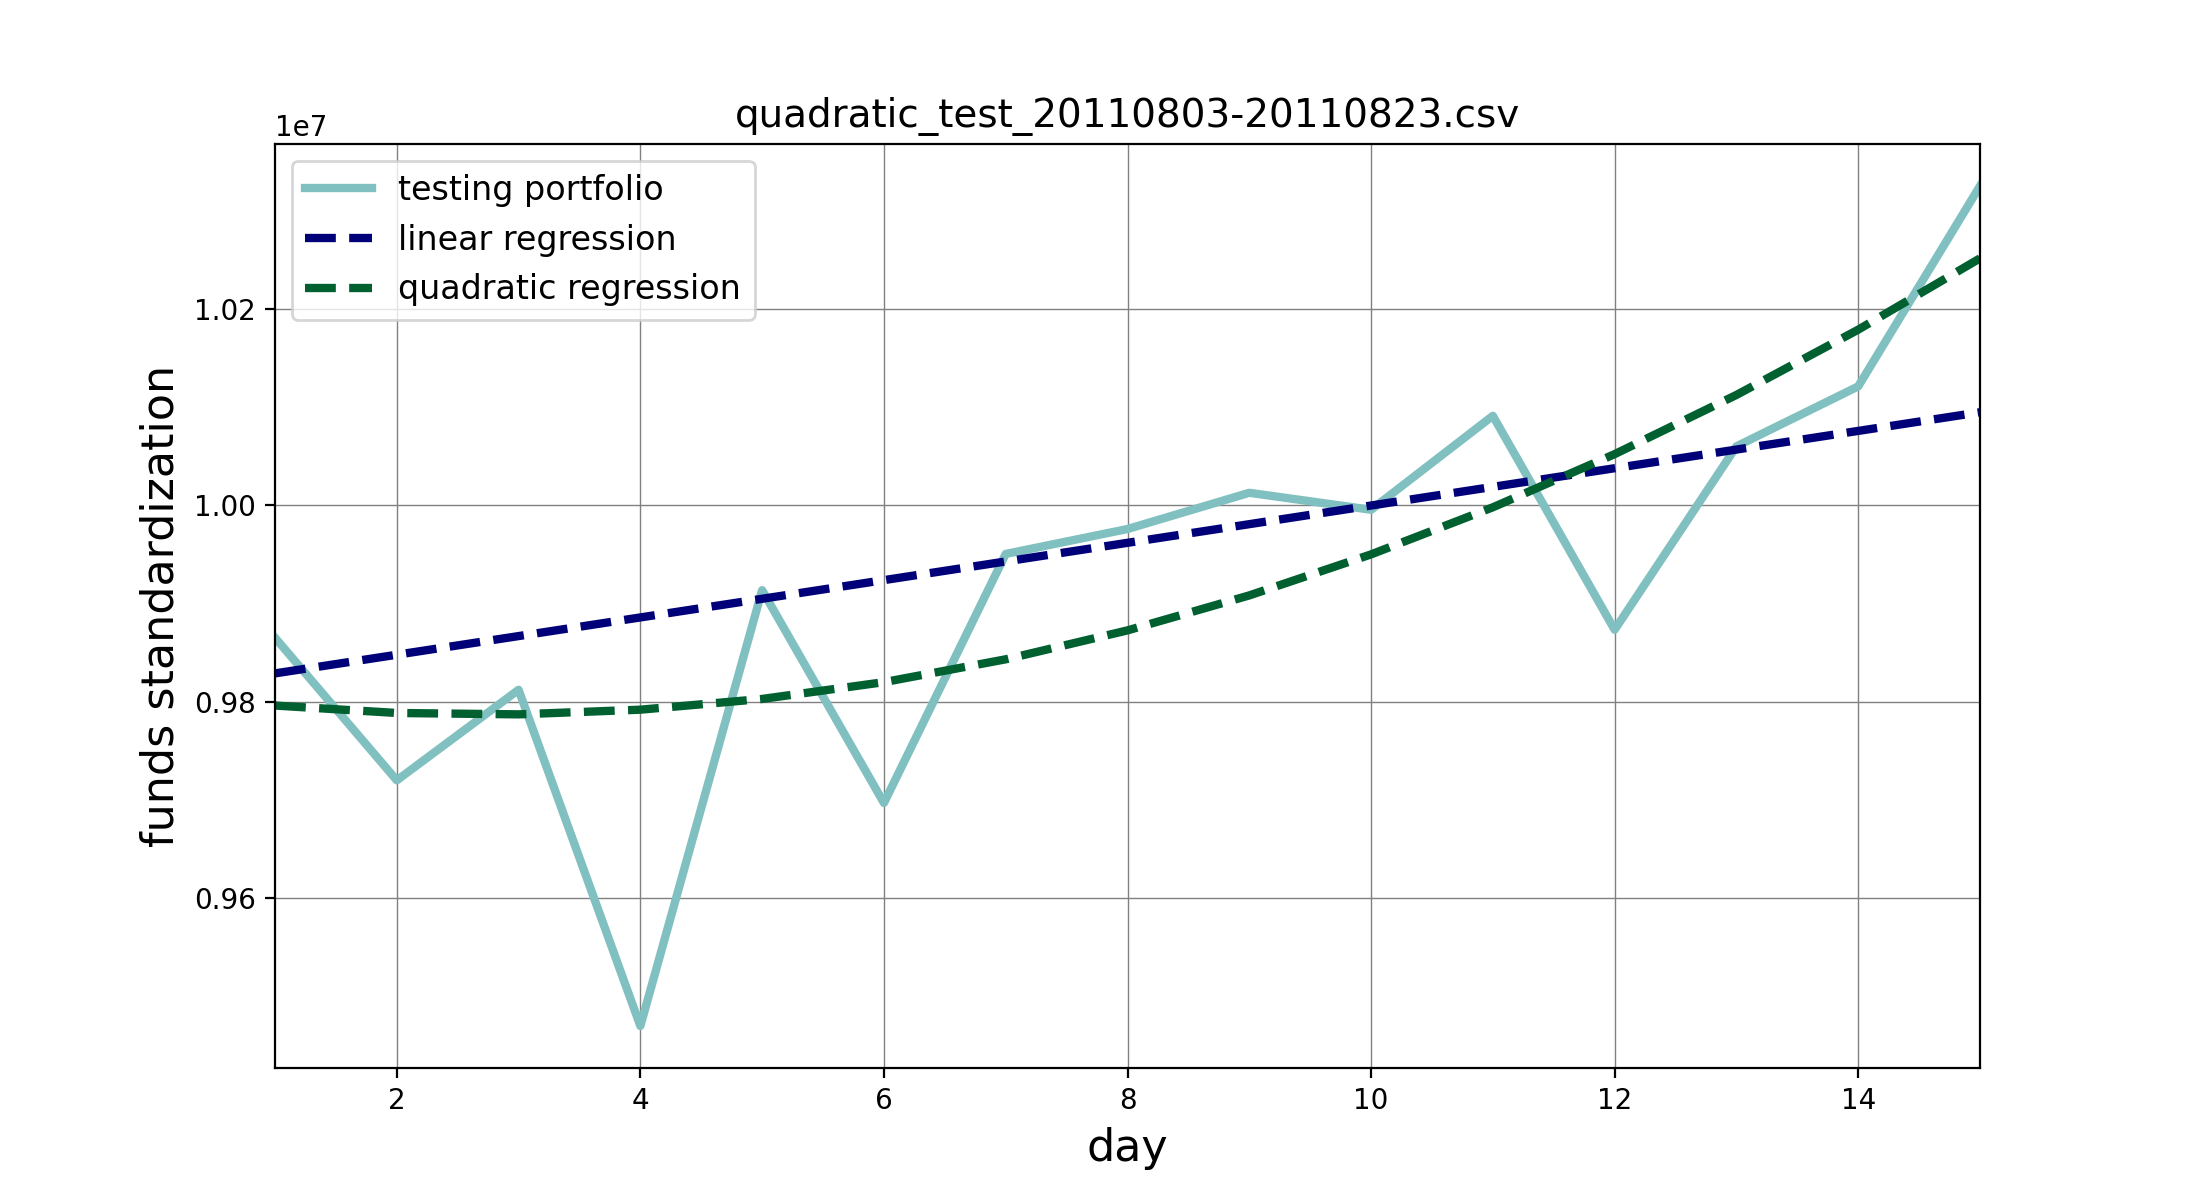 quadratic_test_20110803-20110823.csv
1e7
testing portfolio
linear regression
quadratic regression
1.02
1.00
0.98
0.96
funds standardization
2 4 6 8 10 12 14
day